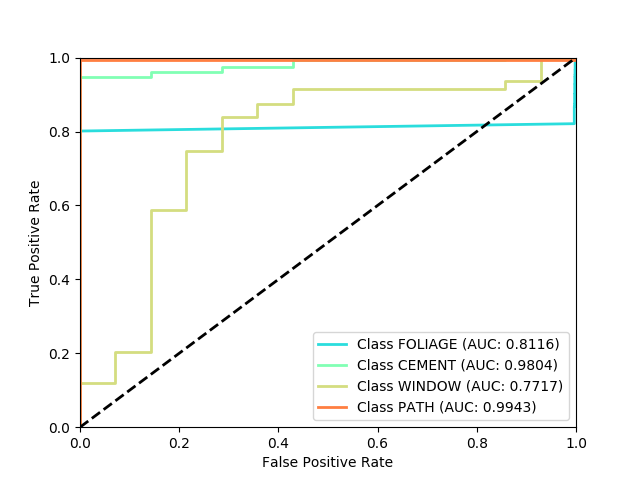 1.0
0.8
0.6
0.4
0.2
0.0
True Positive Rate
Class FOLIAGE (AUC: 0.8116)
Class CEMENT (AUC: 0.9804)
Class WINDOW (AUC: 0.7717)
Class PATH (AUC: 0.9943)
0.0 0.2 0.4 0.6 0.8 1.0
False Positive Rate